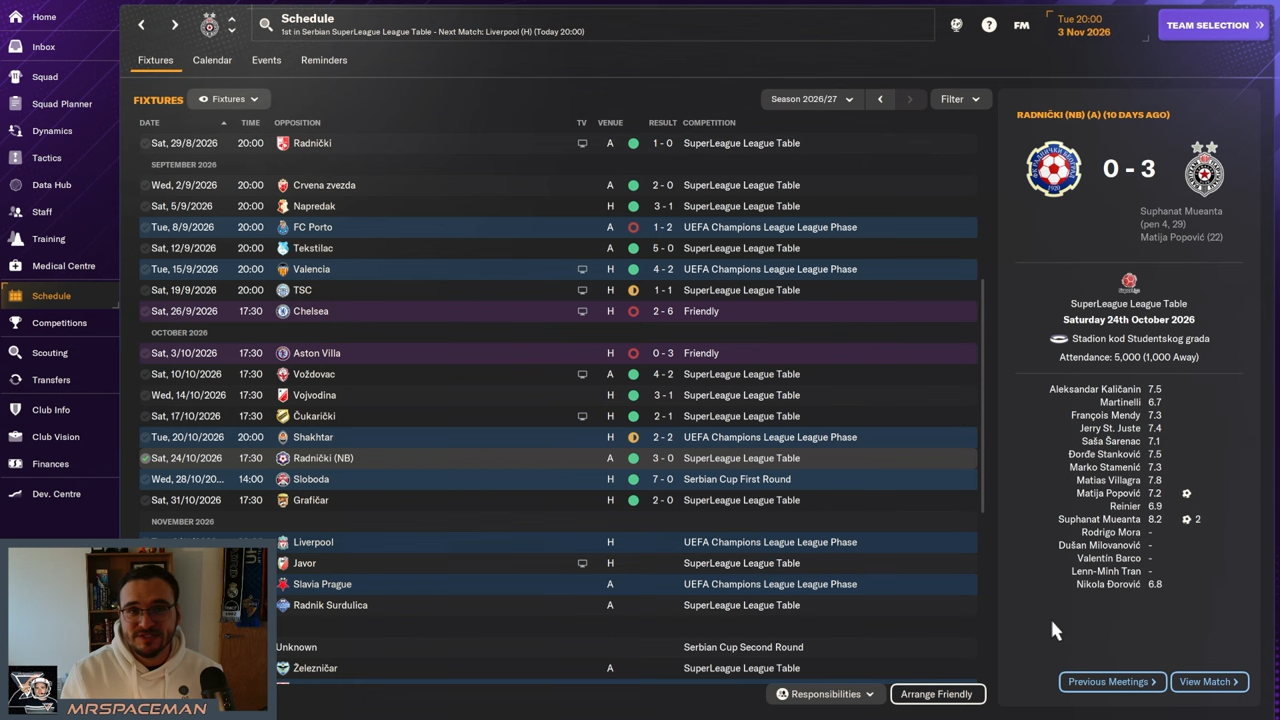 Home
Inbox
Squad
Squad Planner
Dynamics
Tactics
Data Hub
Staff
Training
Medical Centre
Schedule
Competitions
Scouting
Transfers
Club Info
Club Vision
Finances
Dev. Centre
Schedule
1st in Serbian SuperLeague League Table - Next Match: Liverpool (H) (Today 20:00)
FM
Tue 20:00
3 Nov 2026
TEAM SELECTION
Fixtures Calendar Events Reminders
FIXTURES Fixtures Season 2026/27 Filter
DATE TIME OPPOSITION TV VENUE RESULT COMPETITION
Sat, 29/8/2026 20:00 Radnički A 1 - 0 SuperLeague League Table
SEPTEMBER 2026
Wed, 2/9/2026 20:00 Crvena zvezda A 2 - 0 SuperLeague League Table
Sat, 5/9/2026 20:00 Napredak H 3 - 1 SuperLeague League Table
Tue, 8/9/2026 20:00 FC Porto A 1 - 2 UEFA Champions League League Phase
Sat, 12/9/2026 20:00 Tekstilac A 5 - 0 SuperLeague League Table
Tue, 15/9/2026 20:00 Valencia H 4 - 2 UEFA Champions League League Phase
Sat, 19/9/2026 20:00 TSC H 1 - 1 SuperLeague League Table
Sat, 26/9/2026 17:30 Chelsea H 2 - 6 Friendly
OCTOBER 2026
Sat, 3/10/2026 17:30 Aston Villa H 0 - 3 Friendly
Sat, 10/10/2026 17:30 Voždovac H 4 - 2 SuperLeague League Table
Wed, 14/10/2026 17:30 Vojvodina H 3 - 1 SuperLeague League Table
Sat, 17/10/2026 17:30 Čukarički H 2 - 1 SuperLeague League Table
Tue, 20/10/2026 20:00 Shakhtar H 2 - 2 UEFA Champions League League Phase
Sat, 24/10/2026 17:30 Radnički (NB) A 3 - 0 SuperLeague League Table
Wed, 28/10/20... 14:00 Sloboda H 7 - 0 Serbian Cup First Round
Sat, 31/10/2026 17:30 Grafičar H 2 - 0 SuperLeague League Table
NOVEMBER 2026
Liverpool H UEFA Champions League League Phase
Javor H SuperLeague League Table
Slavia Prague A UEFA Champions League League Phase
Radnik Surdulica A SuperLeague League Table
Unknown Serbian Cup Second Round
Železničar A SuperLeague League Table
Responsibilities Arrange Friendly
RADNIČKI (NB) (A) (10 DAYS AGO)
0 - 3
Suphanat Mueanta
(pen 4, 29)
Matija Popović (22)
SuperLeague League Table
Saturday 24th October 2026
Stadion kod Studentskog grada
Attendance: 5,000 (1,000 Away)
Aleksandar Kaličanin 7.5
Martinelli 6.7
François Mendy 7.3
Jerry St. Juste 7.4
Saša Šarenac 7.1
Đorđe Stanković 7.5
Marko Stamenić 7.3
Matias Villagra 7.8
Matija Popović 7.2
Reinier 6.9
Suphanat Mueanta 8.2 2
Rodrigo Mora -
Dušan Milovanović -
Valentín Barco -
Lenn-Minh Tran -
Nikola Đorović 6.8
Previous Meetings View Match
MRSPACEMAN